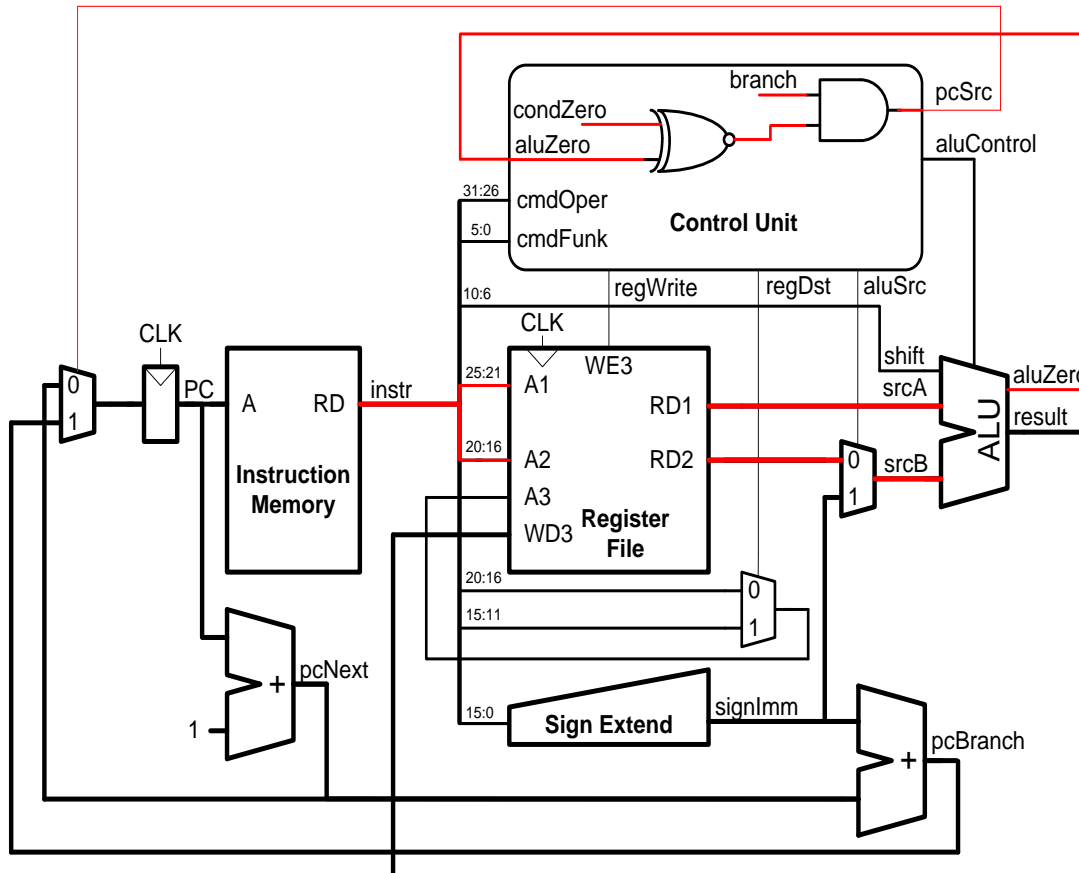 branch
pcSrc
condZero
aluZero
aluControl
31:26
cmdOper
5:0
cmdFunk
Control Unit
regWrite
regDst
aluSrc
10:6
CLK
CLK
shift
WE3
0
1
PC
A
RD
instr
25:21
A1
RD1
srcA
aluZero
result
ALU
20:16
A2
RD2
0
1
srcB
Instruction
Memory
A3
WD3
Register
File
20:16
15:11
0
1
pcNext
+
1
15:0
Sign Extend
signImm
pcBranch
+